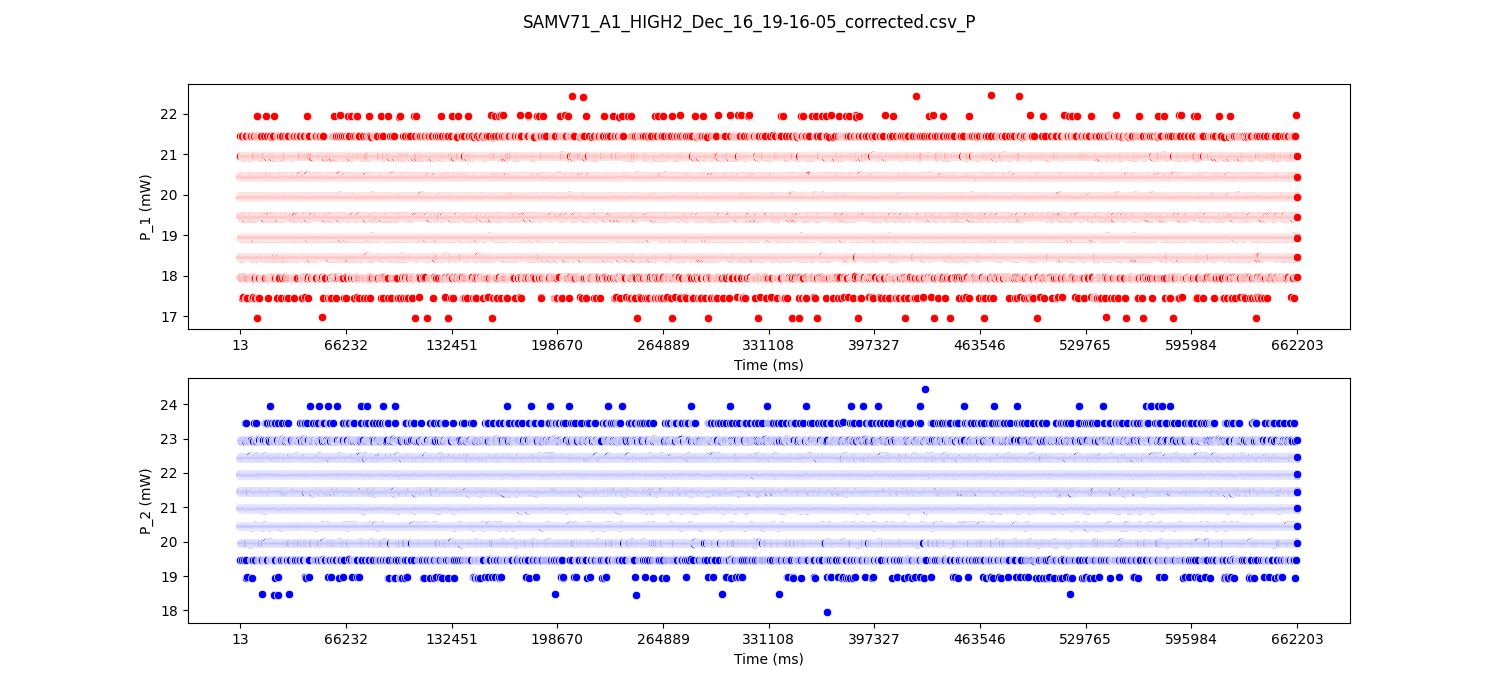 SAMV71_A1_HIGH2_Dec_16_19-16-05_corrected.csv_P
22
21
20
19
18
17
P_1 (mW)
13 66232 132451 198670 264889 331108 397327 463546 529765 595984 662203
Time (ms)
24
23
22
21
20
19
18
P_2 (mW)
13 66232 132451 198670 264889 331108 397327 463546 529765 595984 662203
Time (ms)